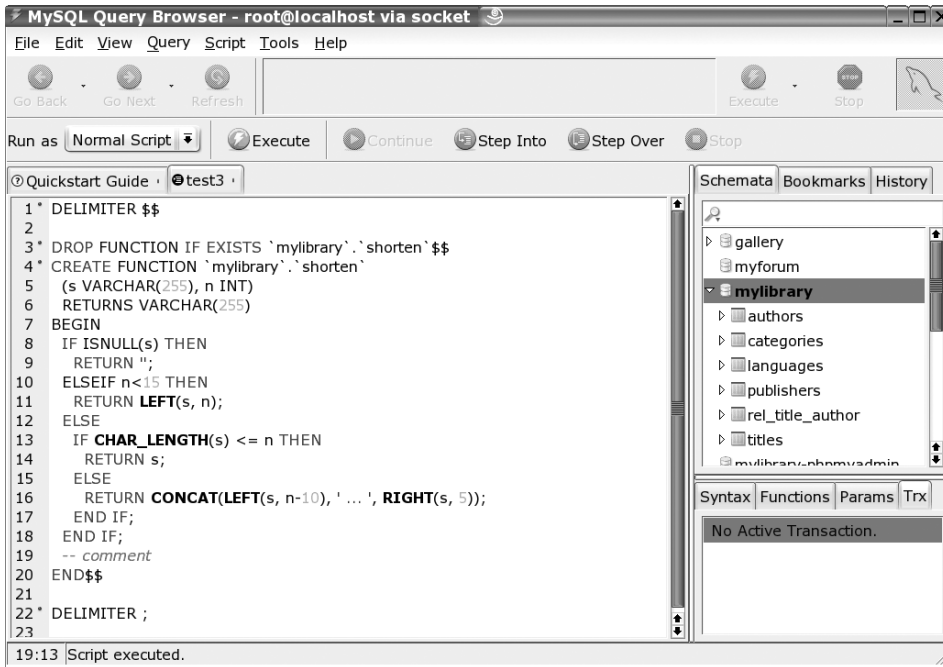 MySQL Query Browser - root@localhost via socket
File Edit View Query Script Tools Help
Go Back Go Next Refresh Execute Stop
STOP
Run as Normal Script Execute Continue Step Into Step Over Stop
Quickstart Guide test3
1 DELIMITER $$
2
3 DROP FUNCTION IF EXISTS `mylibrary`.`shorten`$$
4 CREATE FUNCTION `mylibrary`.`shorten`
5 (s VARCHAR(255), n INT)
6 RETURNS VARCHAR(255)
7 BEGIN
8 IF ISNULL(s) THEN
9 RETURN '';
10 ELSEIF n<15 THEN
11 RETURN LEFT(s, n);
12 ELSE
13 IF CHAR_LENGTH(s) <= n THEN
14 RETURN s;
15 ELSE
16 RETURN CONCAT(LEFT(s, n-10), ' ... ', RIGHT(s, 5));
17 END IF;
18 END IF;
19 -- comment
20 END$$
21
22 DELIMITER ;
23
Schemata Bookmarks History
gallery
myforum
mylibrary
authors
categories
languages
publishers
rel_title_author
titles
mylibrary-phpmyadmin
Syntax Functions Params Trx
No Active Transaction.
19:13 Script executed.